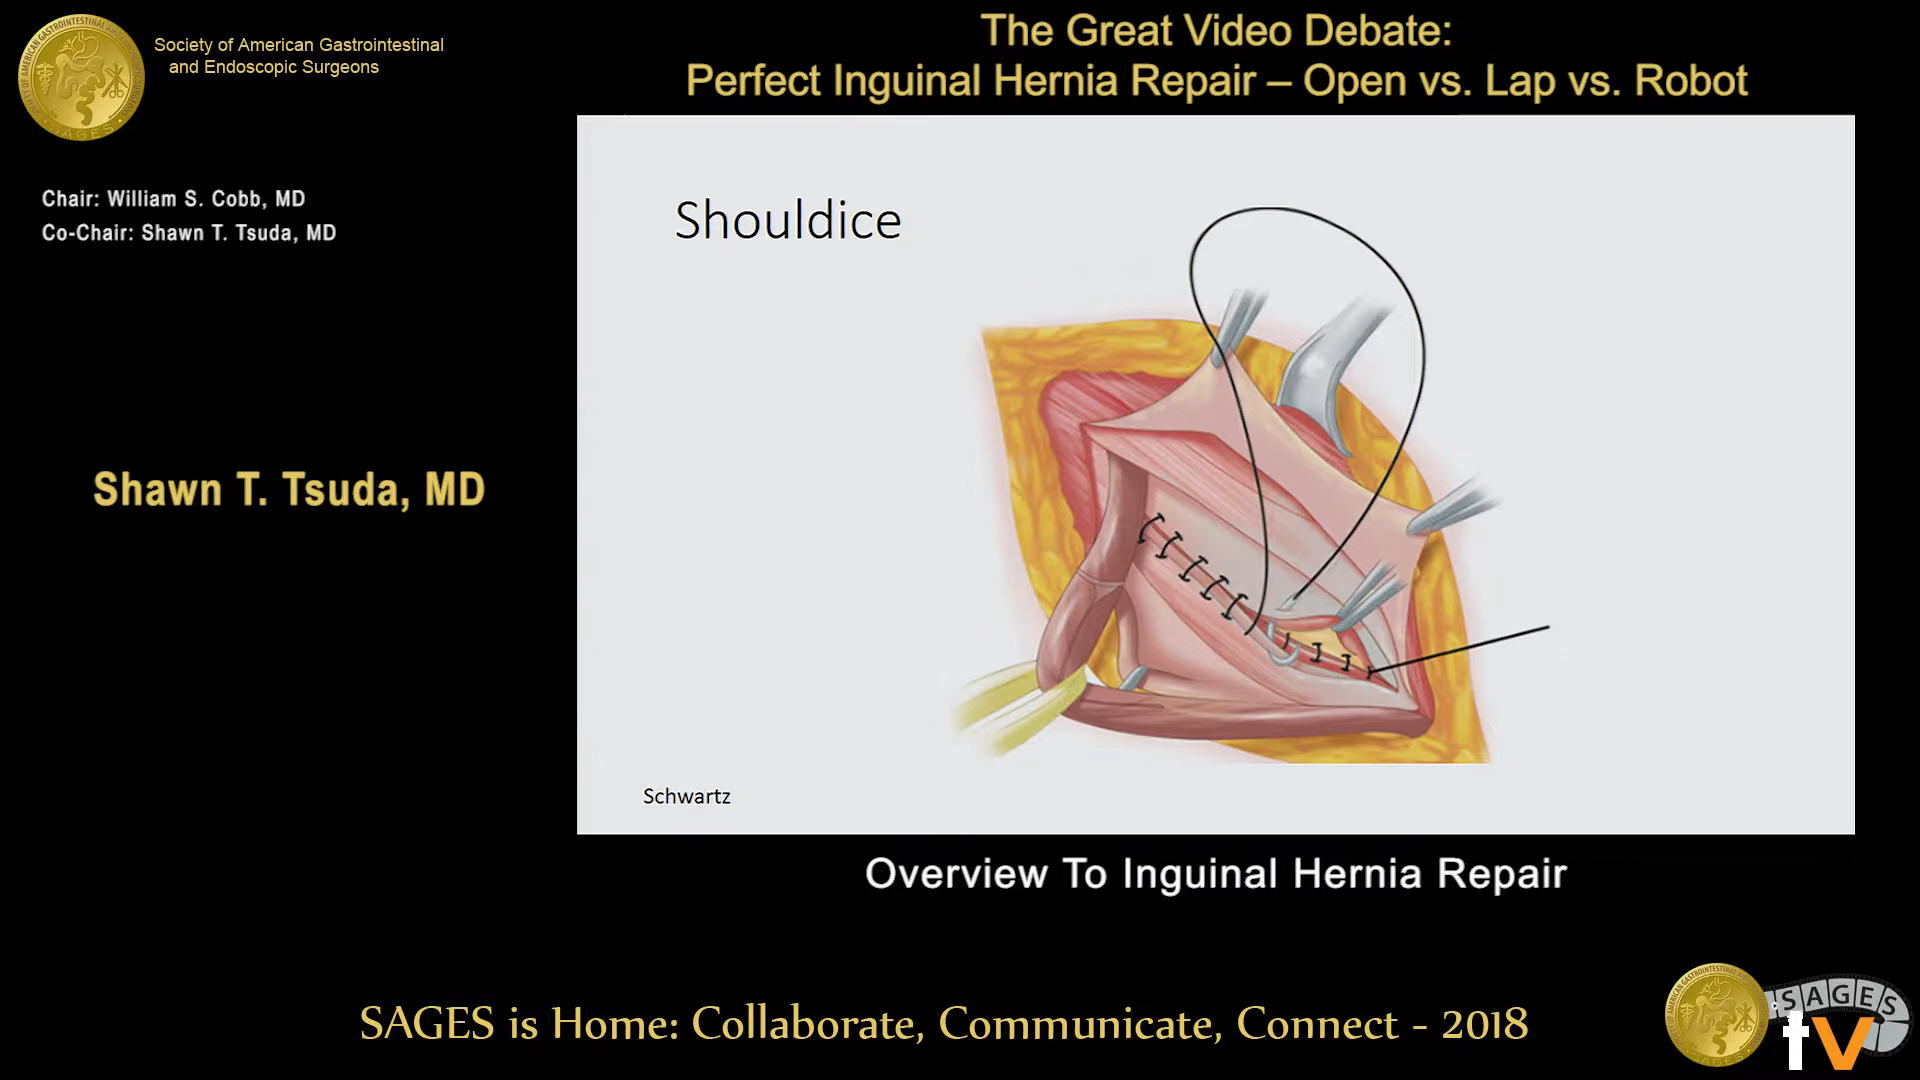 Society of American Gastrointestinal
and Endoscopic Surgeons
The Great Video Debate:
Perfect Inguinal Hernia Repair – Open vs. Lap vs. Robot
Chair: William S. Cobb, MD
Co-Chair: Shawn T. Tsuda, MD
Shawn T. Tsuda, MD
Shouldice
Schwartz
Overview To Inguinal Hernia Repair
SAGES is Home: Collaborate, Communicate, Connect - 2018
SAGES
tv